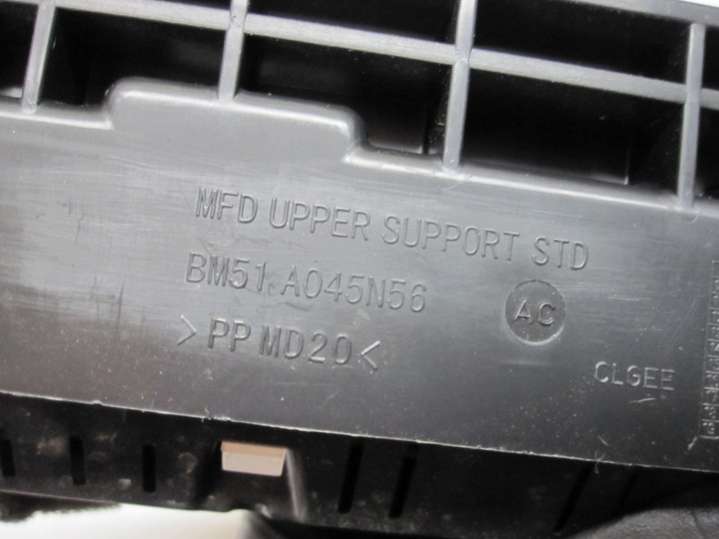 MFD UPPER SUPPORT STD
BM51 A045N56
AC
>PP MD20<
CLGEE